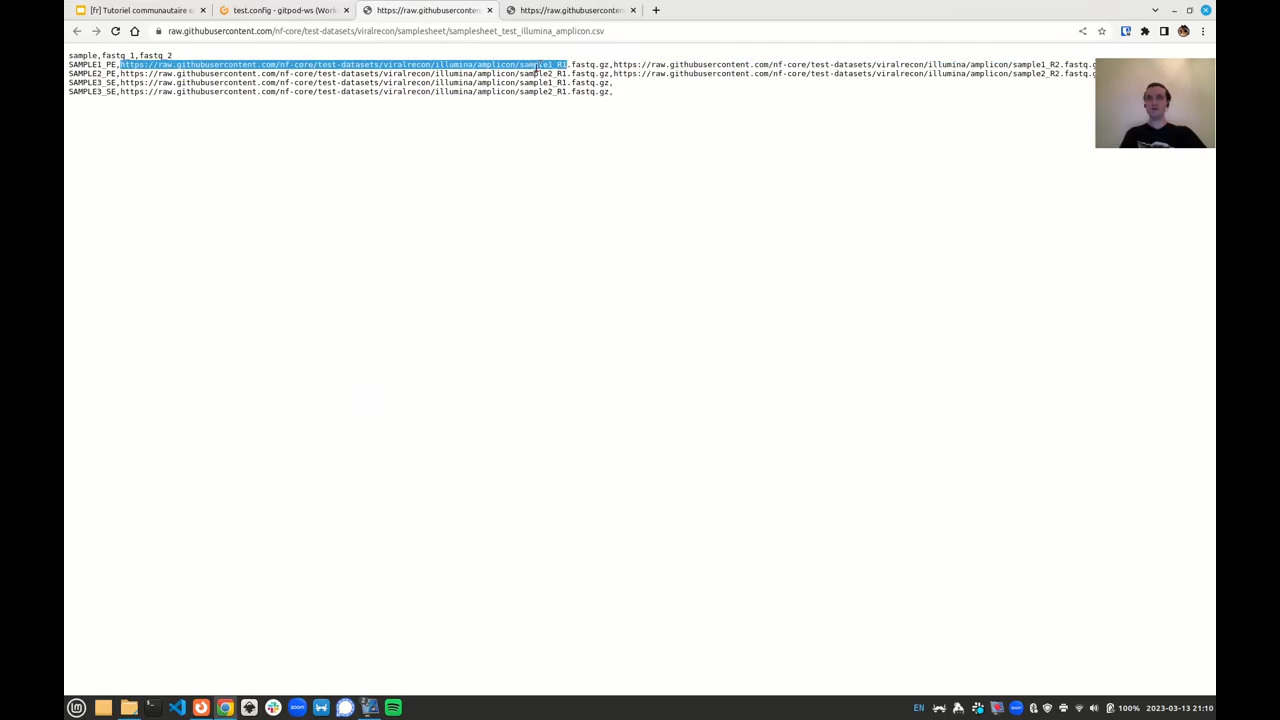 [fr] Tutoriel communautaire e
test.config - gitpod-ws (Work
https://raw.githubuserconten
https://raw.githubuserconten
raw.githubusercontent.com/nf-core/test-datasets/viralrecon/samplesheet/samplesheet_test_illumina_amplicon.csv
sample,fastq_1,fastq_2
SAMPLE1_PE,https://raw.githubusercontent.com/nf-core/test-datasets/viralrecon/illumina/amplicon/sample1_R1.fastq.gz,https://raw.githubusercontent.com/nf-core/test-datasets/viralrecon/illumina/amplicon/sample1_R2.fastq.g
SAMPLE2_PE,https://raw.githubusercontent.com/nf-core/test-datasets/viralrecon/illumina/amplicon/sample2_R1.fastq.gz,https://raw.githubusercontent.com/nf-core/test-datasets/viralrecon/illumina/amplicon/sample2_R2.fastq.g
SAMPLE3_SE,https://raw.githubusercontent.com/nf-core/test-datasets/viralrecon/illumina/amplicon/sample1_R1.fastq.gz,
SAMPLE3_SE,https://raw.githubusercontent.com/nf-core/test-datasets/viralrecon/illumina/amplicon/sample2_R1.fastq.gz,
EN
100%
2023-03-13 21:10